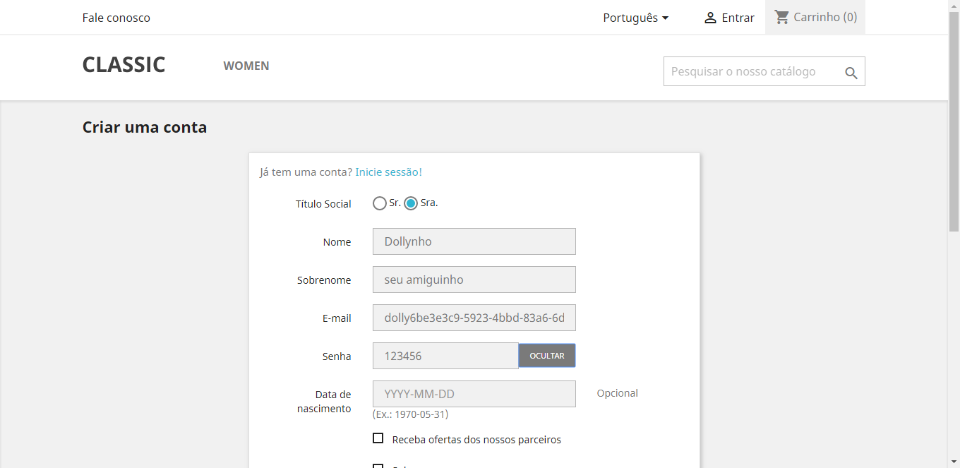 Fale conosco
Português
Entrar
Carrinho (0)
CLASSIC
WOMEN
Pesquisar o nosso catálogo
Criar uma conta
Já tem uma conta? Inicie sessão!
Título Social
Sr.
Sra.
Nome
Dollynho
Sobrenome
seu amiguinho
E-mail
dolly6be3e3c9-5923-4bbd-83a6-6d
Senha
123456
OCULTAR
Data de
nascimento
YYYY-MM-DD
Opcional
(Ex.: 1970-05-31)
Receba ofertas dos nossos parceiros